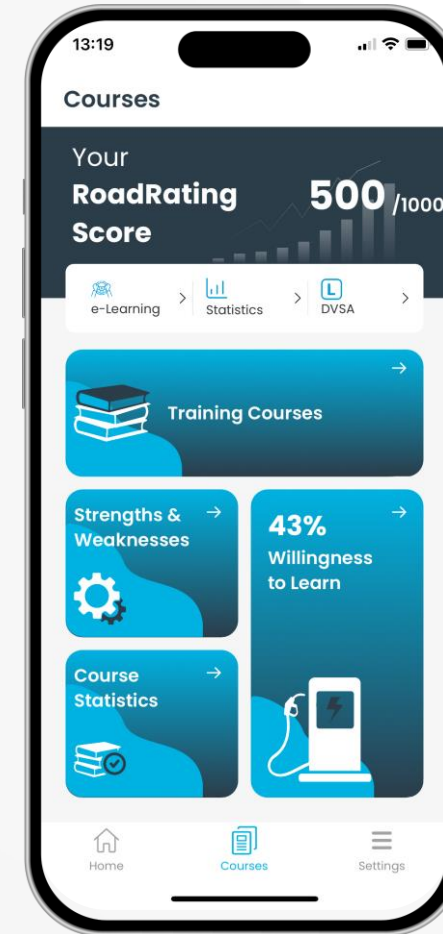 13:19
Courses
Your
RoadRating
Score
500 /1000
e-Learning
Statistics
L
DVSA
Training Courses
Strengths &
Weaknesses
43%
Willingness
to Learn
Course
Statistics
Home
Courses
Settings